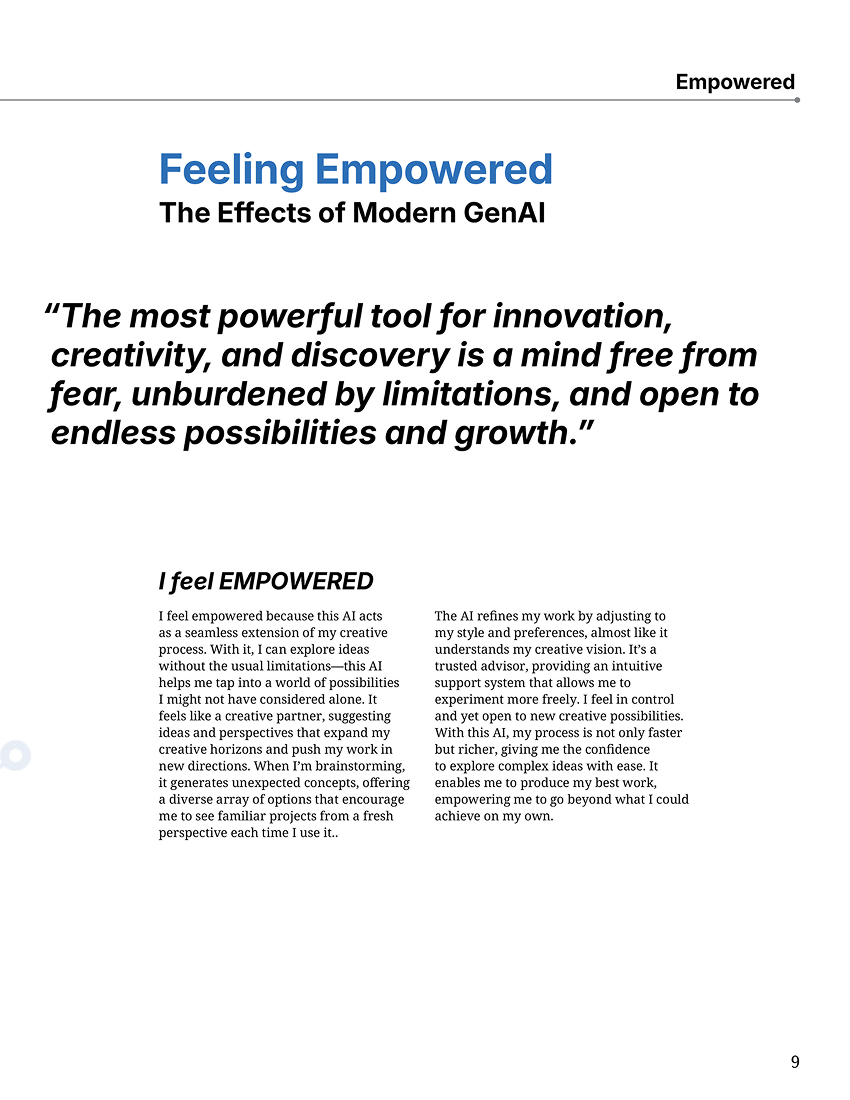 Empowered
Feeling Empowered
The Effects of Modern GenAI
“The most powerful tool for innovation,
creativity, and discovery is a mind free from
fear, unburdened by limitations, and open to
endless possibilities and growth.”
I feel EMPOWERED
I feel empowered because this AI acts
as a seamless extension of my creative
process. With it, I can explore ideas
without the usual limitations—this AI
helps me tap into a world of possibilities
I might not have considered alone. It
feels like a creative partner, suggesting
ideas and perspectives that expand my
creative horizons and push my work in
new directions. When I’m brainstorming,
it generates unexpected concepts, offering
a diverse array of options that encourage
me to see familiar projects from a fresh
perspective each time I use it..
The AI refines my work by adjusting to
my style and preferences, almost like it
understands my creative vision. It’s a
trusted advisor, providing an intuitive
support system that allows me to
experiment more freely. I feel in control
and yet open to new creative possibilities.
With this AI, my process is not only faster
but richer, giving me the confidence
to explore complex ideas with ease. It
enables me to produce my best work,
empowering me to go beyond what I could
achieve on my own.
9